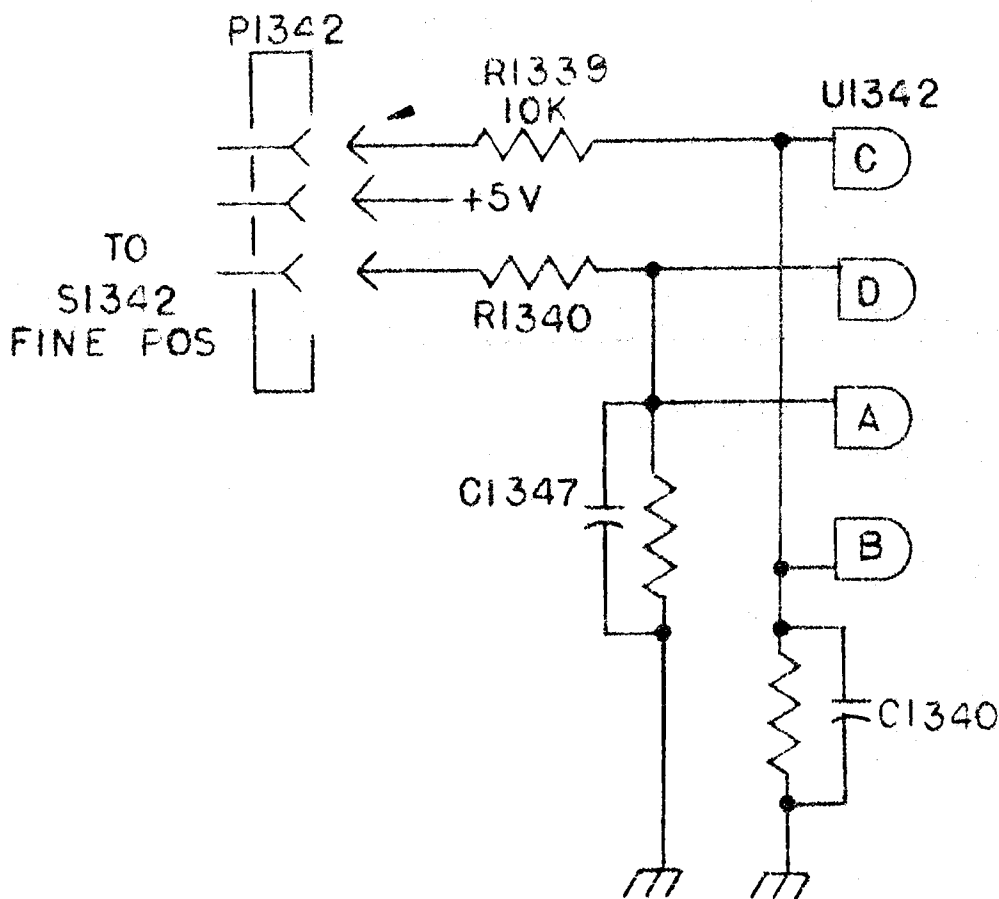 P1342
R1339
10K
U1342
C
+5V
TO
S1342
FINE POS
D
R1340
A
C1347
B
C1340